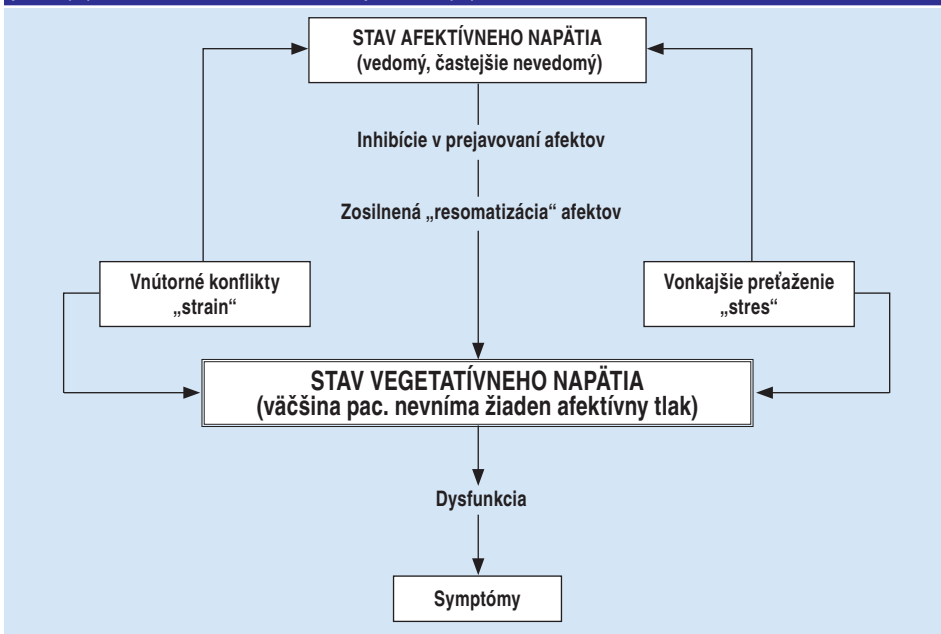 STAV AFEKTÍVNEHO NAPÄTIA
(vedomý, častejšie nevedomý)
Inhibície v prejavovaní afektov
Zosilnená „resomatizácia“ afektov
Vnútorné konflikty
„strain“
Vonkajšie preťaženie
„stres“
STAV VEGETATÍVNEHO NAPÄTIA
(väčšina pac. nevníma žiaden afektívny tlak)
Dysfunkcia
Symptómy